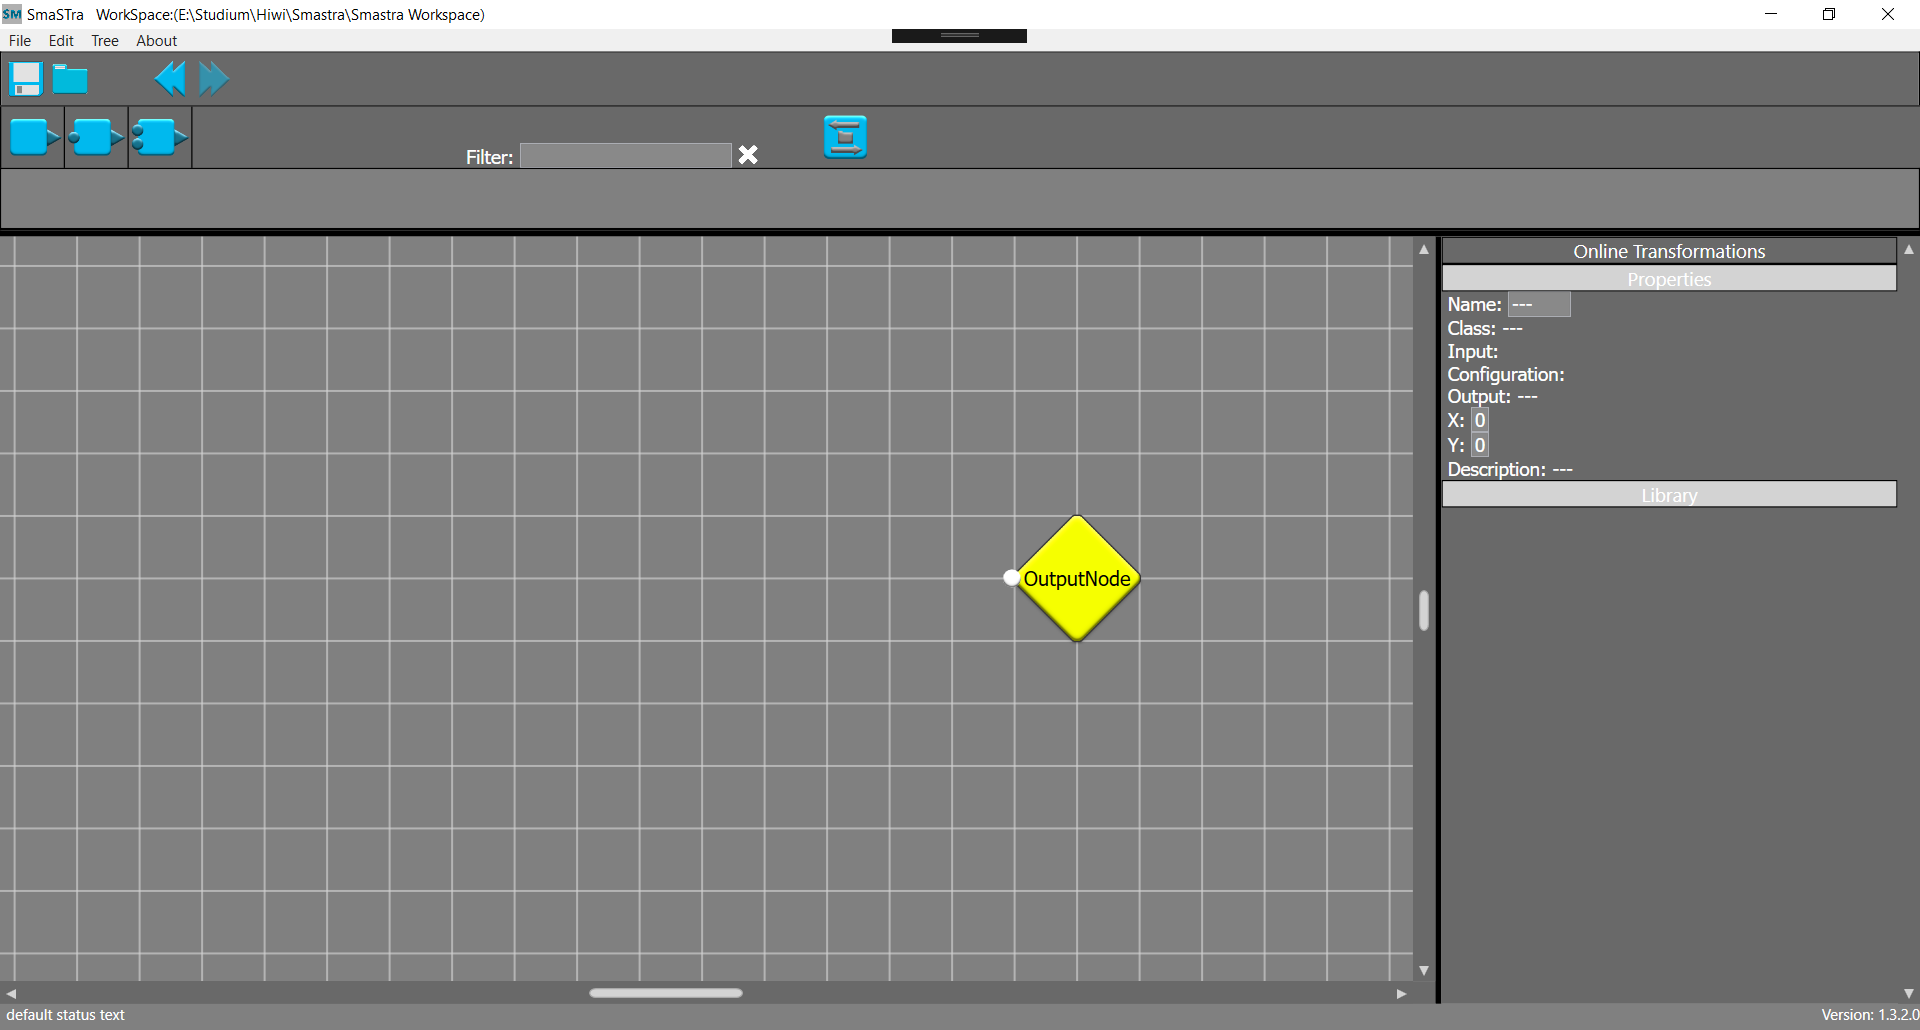 SM SmaSTra WorkSpace:(E:\Studium\Hiwi\Smastra\Smastra Workspace)
File Edit Tree About
Filter:
Online Transformations
Properties
Name: ---
Class: ---
Input:
Configuration:
Output: ---
X: 0
Y: 0
Description: ---
Library
OutputNode
default status text
Version: 1.3.2.0